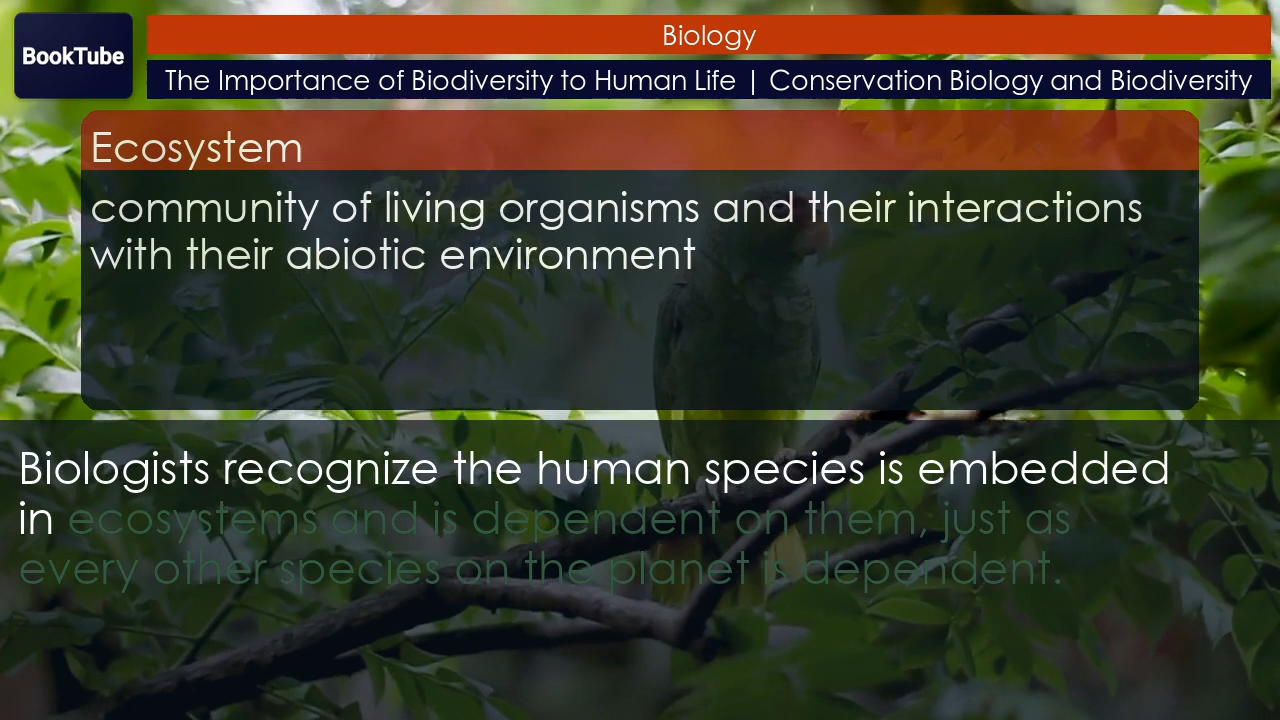 BookTube
Biology
The Importance of Biodiversity to Human Life | Conservation Biology and Biodiversity
Ecosystem
community of living organisms and their interactions
with their abiotic environment
Biologists recognize the human species is embedded
in ecosystems and is dependent on them, just as
every other species on the planet is dependent.